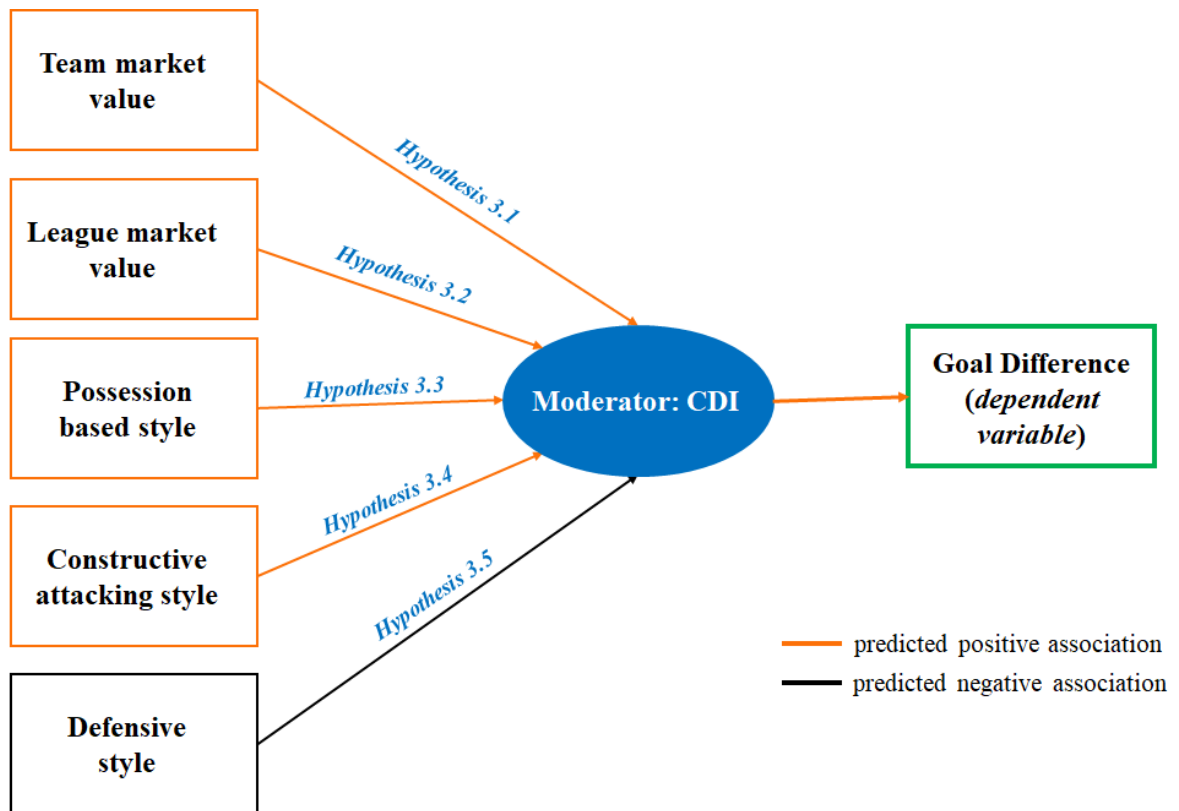 Team market
value
Hypothesis 3.1
League market
value
Hypothesis 3.2
Possession
based style
Hypothesis 3.3
Constructive
attacking style
Hypothesis 3.4
Defensive
style
Hypothesis 3.5
Moderator: CDI
Goal Difference
(dependent
variable)
predicted positive association
predicted negative association